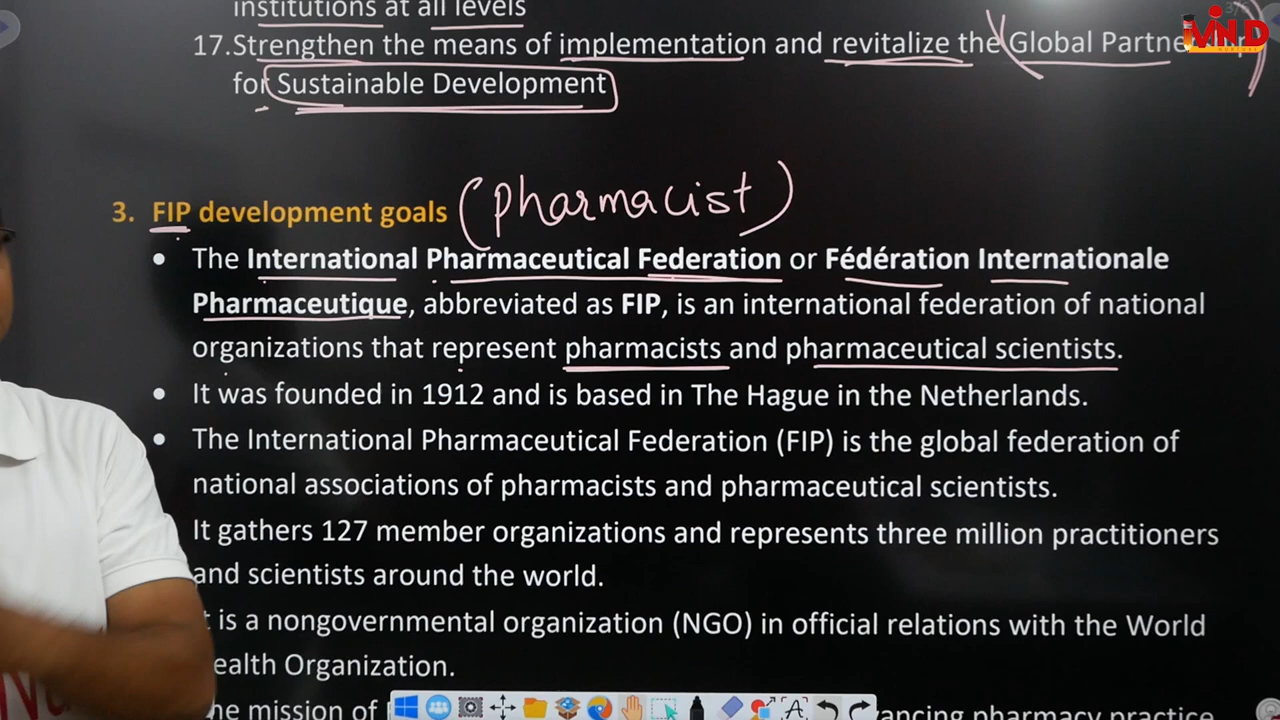 institutions at all levels
17.Strengthen the means of implementation and revitalize the Global
for Sustainable Development
3. FIP development goals (Pharmacist)
• The International Pharmaceutical Federation or Fédération Internationale
Pharmaceutique, abbreviated as FIP, is an international federation of national
organizations that represent pharmacists and pharmaceutical scientists.
• It was founded in 1912 and is based in The Hague in the Netherlands.
• The International Pharmaceutical Federation (FIP) is the global federation of
national associations of pharmacists and pharmaceutical scientists.
It gathers 127 member organizations and represents three million practitioners
and scientists around the world.
is a nongovernmental organization (NGO) in official relations with the World
ealth Organization.
he mission of
ancing pharmacy practice